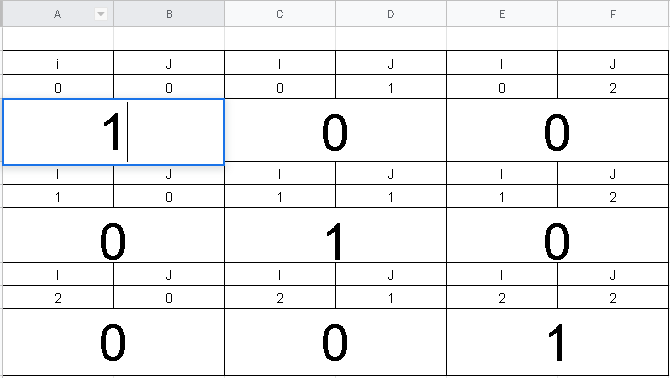 A B C D E F
i J I J I J
0 0 0 1 0 2
1 0 0
I J I J I J
1 0 1 1 1 2
0 1 0
I J I J I J
2 0 2 1 2 2
0 0 1